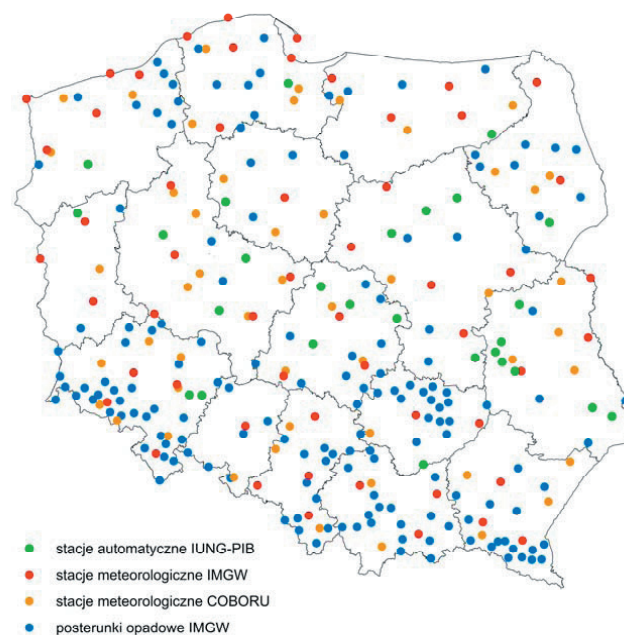 stacje automatyczne IUNG-PIB
stacje meteorologiczne IMGW
stacje meteorologiczne COBORU
posterunki opadowe IMGW